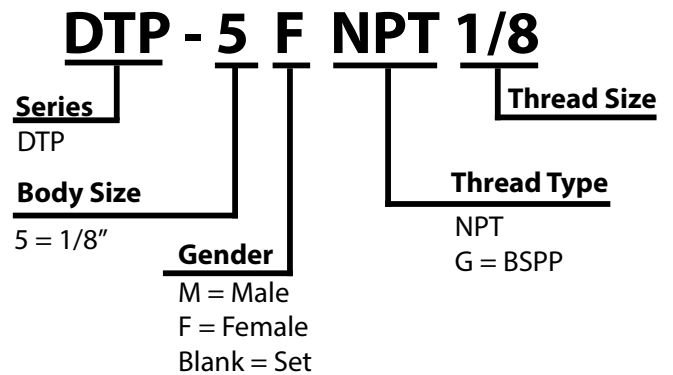 DTP - 5 F NPT 1/8
Series
DTP
Thread Size
Body Size
5 = 1/8”
Thread Type
NPT
G = BSPP
Gender
M = Male
F = Female
Blank = Set